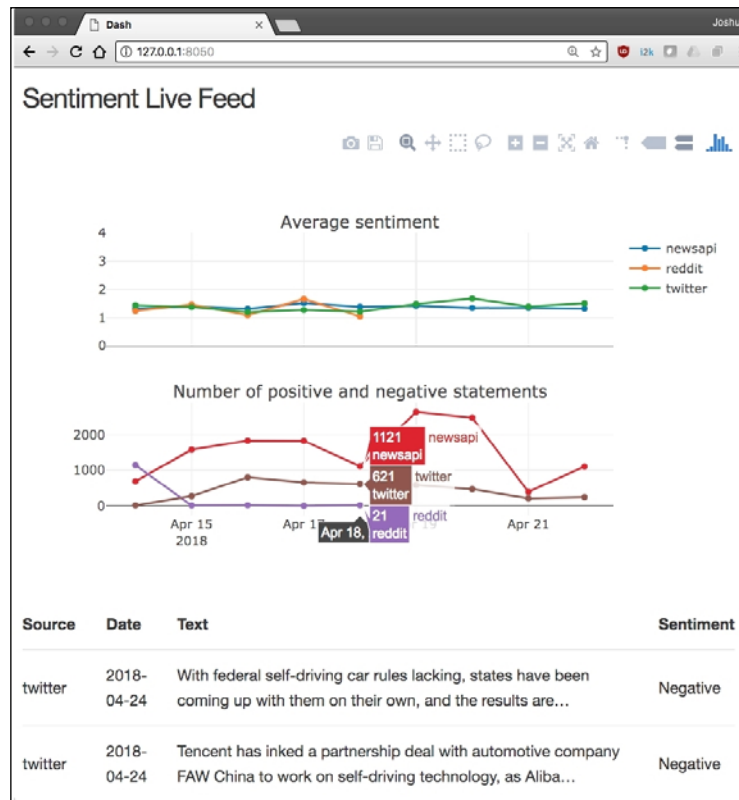 Dash
Joshu
127.0.0.1:8050
i2k
Sentiment Live Feed
Average sentiment
4
3
2
1
0
newsapi
reddit
twitter
Number of positive and negative statements
2000
1000
0
1121 newsapi
newsapi
621 twitter
twitter
21 reddit
reddit
Apr 18,
Apr 15
2018
Apr 17
19
Apr 21
Source Date Text Sentiment
twitter
2018-
04-24
With federal self-driving car rules lacking, states have been
coming up with them on their own, and the results are…
Negative
twitter
2018-
04-24
Tencent has inked a partnership deal with automotive company
FAW China to work on self-driving technology, as Aliba…
Negative